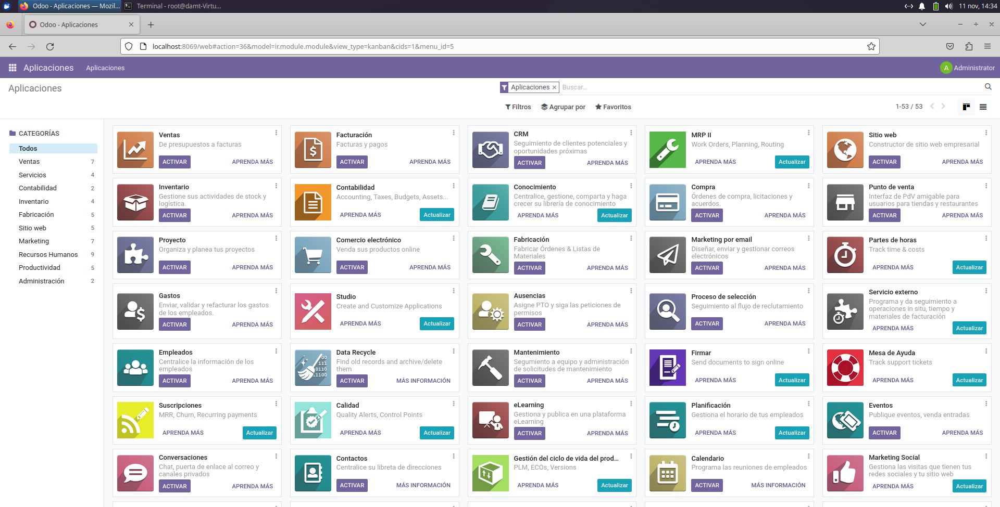 Odoo - Aplicaciones — Mozil...
Terminal - root@damt-Virtu...
11 nov, 14:34
Odoo - Aplicaciones
localhost:8069/web#action=36&model=ir.module.module&view_type=kanban&cids=1&menu_id=5
Aplicaciones
Aplicaciones
A
Administrator
Aplicaciones
Aplicaciones
Buscar...
Filtros
Agrupar por
Favoritos
1-53 / 53
CATEGORÍAS
Todos
Ventas 7
Servicios 4
Contabilidad 2
Inventario 4
Fabricación 5
Sitio web 5
Marketing 7
Recursos Humanos 9
Productividad 5
Administración 2
Ventas
De presupuestos a facturas
ACTIVAR
APRENDA MÁS
Facturación
Facturas y pagos
ACTIVAR
APRENDA MÁS
CRM
Seguimiento de clientes potenciales y
oportunidades próximas
ACTIVAR
APRENDA MÁS
MRP II
Work Orders, Planning, Routing
APRENDA MÁS
Actualizar
Sitio web
Constructor de sitio web empresarial
ACTIVAR
APRENDA MÁS
Inventario
Gestione sus actividades de stock y
logística.
ACTIVAR
APRENDA MÁS
Contabilidad
Accounting, Taxes, Budgets, Assets...
APRENDA MÁS
Actualizar
Conocimiento
Centralice, gestione, comparta y haga
crecer su librería de conocimiento
APRENDA MÁS
Actualizar
Compra
Órdenes de compra, licitaciones y
acuerdos.
ACTIVAR
APRENDA MÁS
Punto de venta
Interfaz de PdV amigable para
usuarios para tiendas y restaurantes
ACTIVAR
APRENDA MÁS
Proyecto
Organiza y planea tus proyectos
ACTIVAR
APRENDA MÁS
Comercio electrónico
Venda sus productos online
ACTIVAR
APRENDA MÁS
Fabricación
Fabricar Órdenes & Listas de
Materiales
ACTIVAR
APRENDA MÁS
Marketing por email
Diseñar, enviar y gestionar correos
electrónicos
ACTIVAR
APRENDA MÁS
Partes de horas
Track time & costs
APRENDA MÁS
Actualizar
Gastos
Enviar, validar y refacturar los gastos
de los empleados.
ACTIVAR
APRENDA MÁS
Studio
Create and Customize Applications
APRENDA MÁS
Actualizar
Ausencias
Asigne PTO y siga las peticiones de
permisos
ACTIVAR
APRENDA MÁS
Proceso de selección
Seguimiento al flujo de reclutamiento
ACTIVAR
APRENDA MÁS
Servicio externo
Programa y da seguimiento a
operaciones in situ, tiempo y
materiales de facturación
APRENDA MÁS
Actualizar
Empleados
Centralice la información de los
empleados
ACTIVAR
APRENDA MÁS
Data Recycle
Find old records and archive/delete
them
ACTIVAR
MÁS INFORMACIÓN
Mantenimiento
Segumiento a equipo y administración
de solicitudes de mantenimiento
ACTIVAR
APRENDA MÁS
Firmar
Send documents to sign online
APRENDA MÁS
Actualizar
Mesa de Ayuda
Track support tickets
APRENDA MÁS
Actualizar
Suscripciones
MRR, Churn, Recurring payments
APRENDA MÁS
Actualizar
Calidad
Quality Alerts, Control Points
APRENDA MÁS
Actualizar
eLearning
Gestiona y publica en una plataforma
eLearning
ACTIVAR
APRENDA MÁS
Planificación
Gestiona el horario de tus empleados
APRENDA MÁS
Actualizar
Eventos
Publique eventos, venda entradas
ACTIVAR
APRENDA MÁS
Conversaciones
Chat, puerta de enlace al correo y
canales privados
ACTIVAR
APRENDA MÁS
Contactos
Centralice su libreta de direcciones
ACTIVAR
MÁS INFORMACIÓN
Gestión del ciclo de vida del prod...
PLM, ECOs, Versions
APRENDA MÁS
Actualizar
Calendario
Programa las reuniones de empleados
ACTIVAR
MÁS INFORMACIÓN
Marketing Social
Gestiona las visitas que tienen tus
redes sociales y tu sitio web
APRENDA MÁS
Actualizar